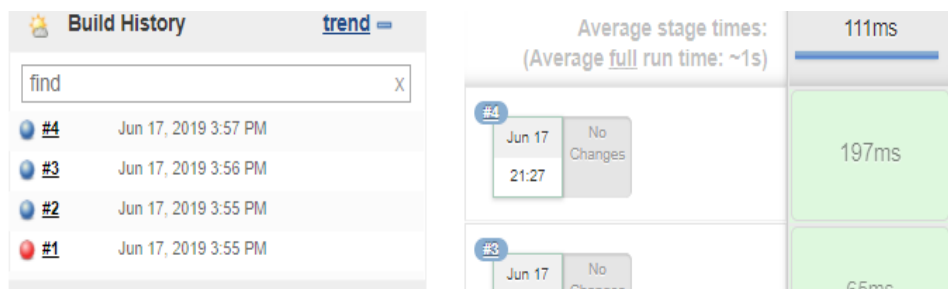 Build History trend
find x
#4 Jun 17, 2019 3:57 PM
#3 Jun 17, 2019 3:56 PM
#2 Jun 17, 2019 3:55 PM
#1 Jun 17, 2019 3:55 PM
Average stage times:
(Average full run time: ~1s)
111ms
#4
Jun 17
21:27
No
Changes
197ms
#3
Jun 17
No
Changes
65ms